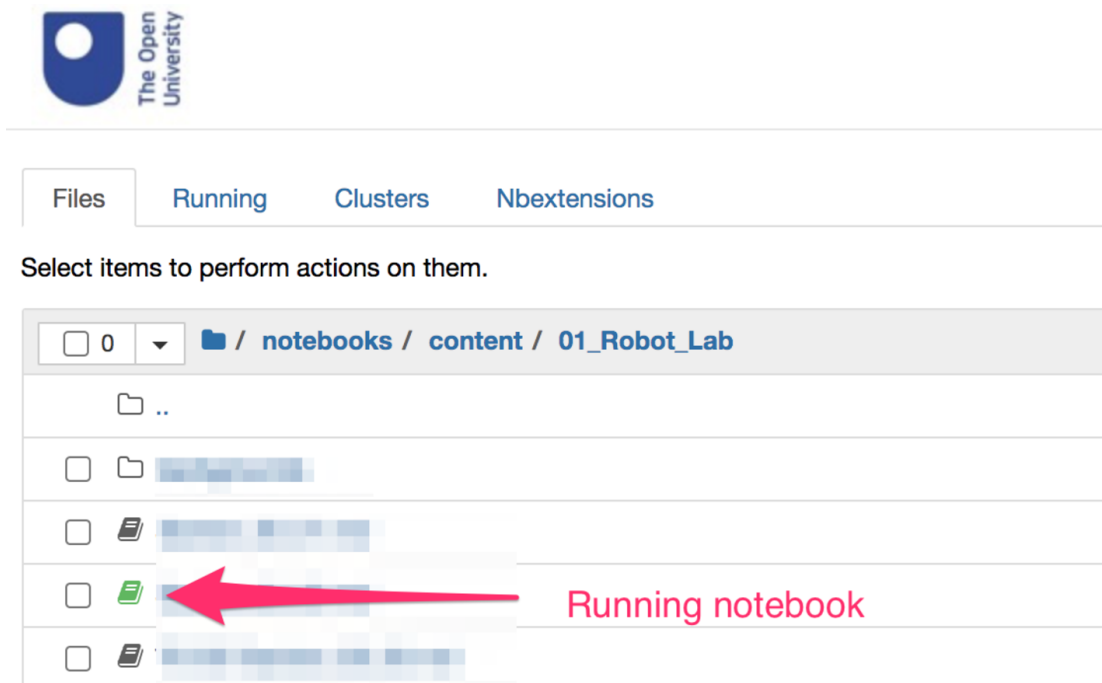 The Open
University
Files Running Clusters Nbextensions
Select items to perform actions on them.
0 / notebooks / content / 01_Robot_Lab
..
Running notebook